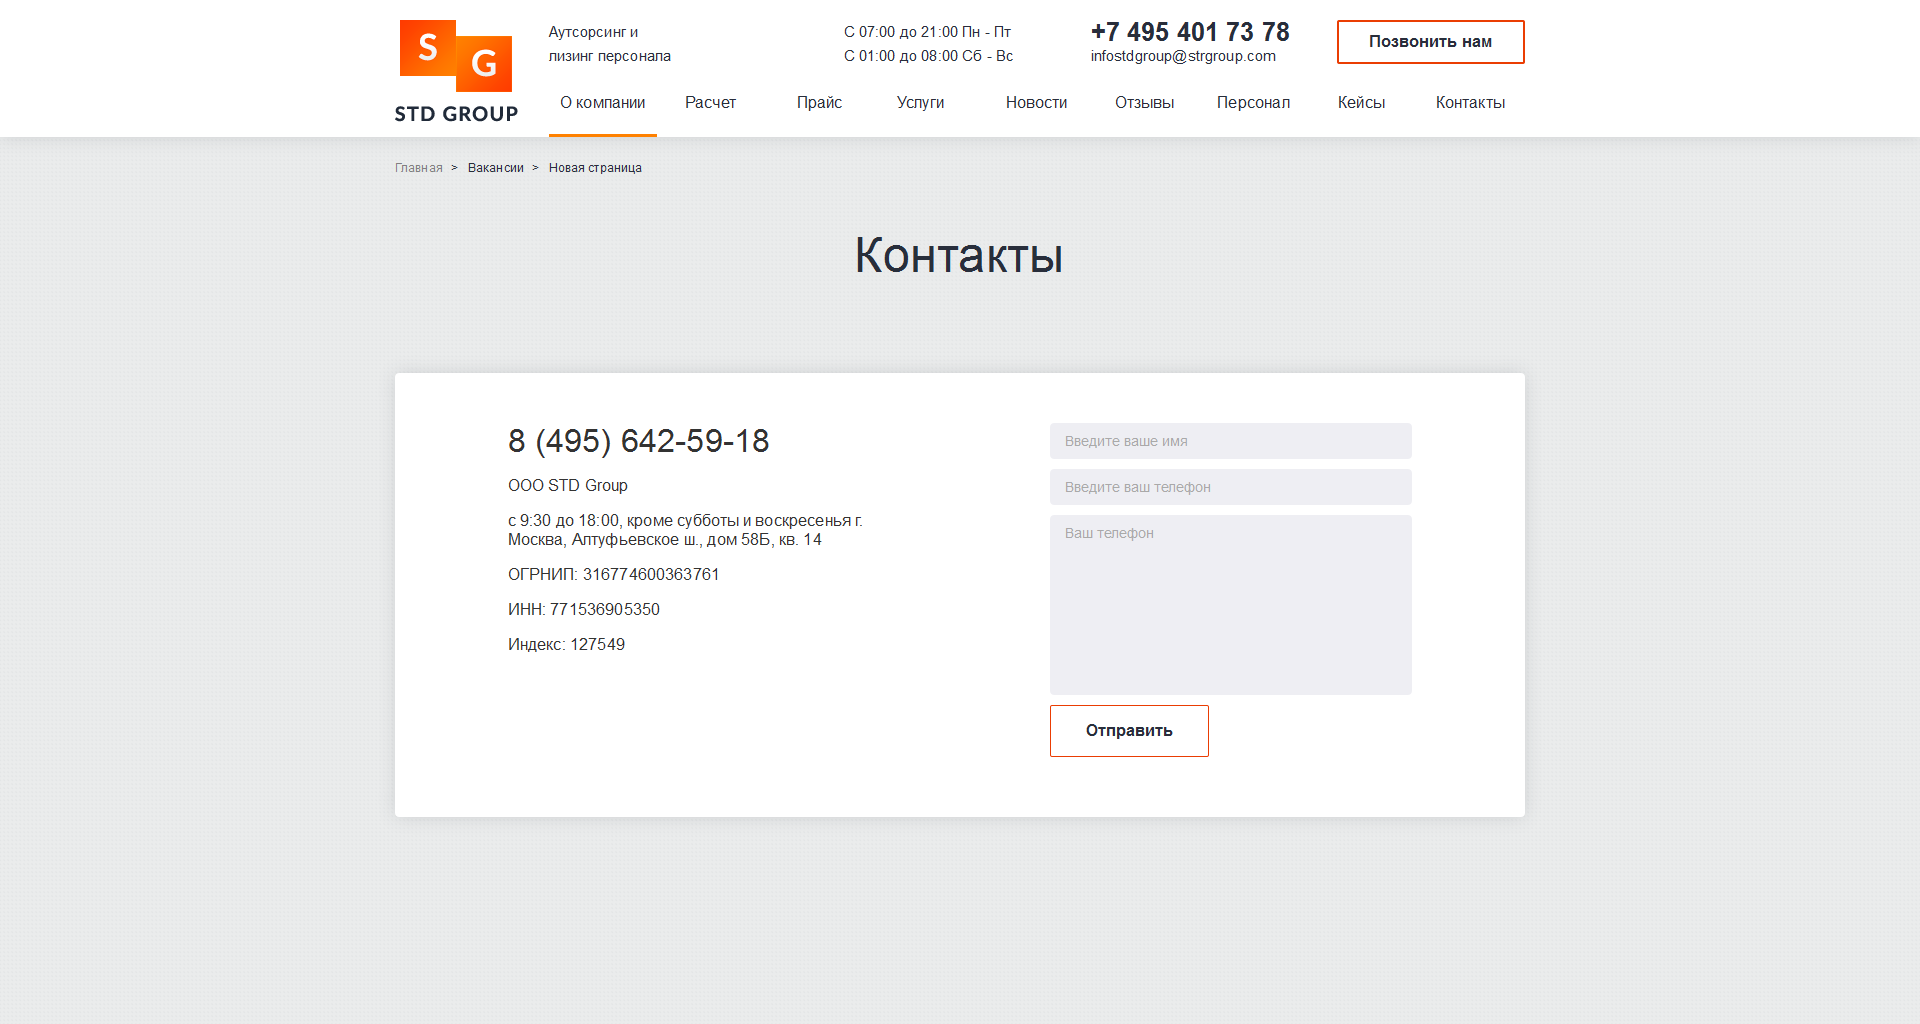 S G
STD GROUP
Аутсорсинг и
лизинг персонала
С 07:00 до 21:00 Пн - Пт
С 01:00 до 08:00 Сб - Вс
+7 495 401 73 78
infostdgroup@strgroup.com
Позвонить нам
О компании Расчет Прайс Услуги Новости Отзывы Персонал Кейсы Контакты
Главная > Вакансии > Новая страница
Контакты
8 (495) 642-59-18
ООО STD Group
с 9:30 до 18:00, кроме субботы и воскресенья г.
Москва, Алтуфьевское ш., дом 58Б, кв. 14
ОГРНИП: 316774600363761
ИНН: 771536905350
Индекс: 127549
Введите ваше имя
Введите ваш телефон
Ваш телефон
Отправить